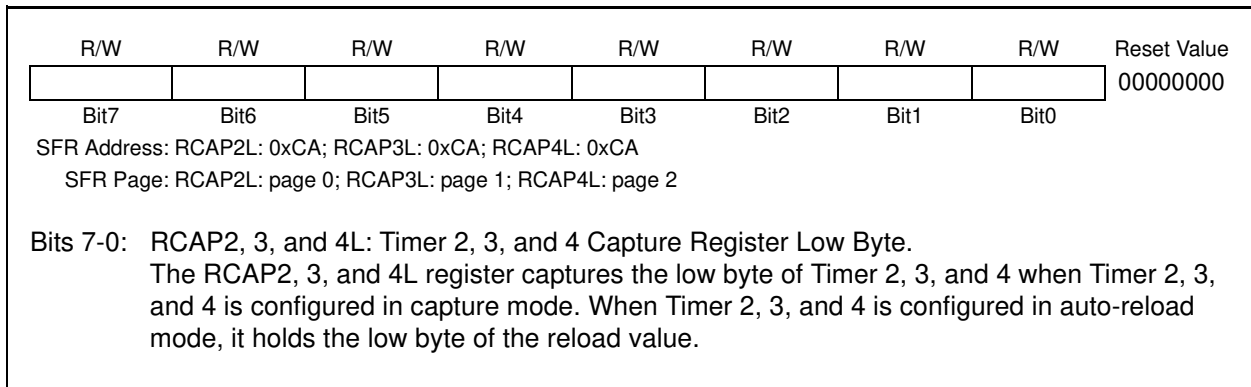 R/W R/W R/W R/W R/W R/W R/W R/W Reset Value
00000000
Bit7 Bit6 Bit5 Bit4 Bit3 Bit2 Bit1 Bit0
SFR Address: RCAP2L: 0xCA; RCAP3L: 0xCA; RCAP4L: 0xCA
SFR Page: RCAP2L: page 0; RCAP3L: page 1; RCAP4L: page 2
Bits 7-0: RCAP2, 3, and 4L: Timer 2, 3, and 4 Capture Register Low Byte.
The RCAP2, 3, and 4L register captures the low byte of Timer 2, 3, and 4 when Timer 2, 3,
and 4 is configured in capture mode. When Timer 2, 3, and 4 is configured in auto-reload
mode, it holds the low byte of the reload value.